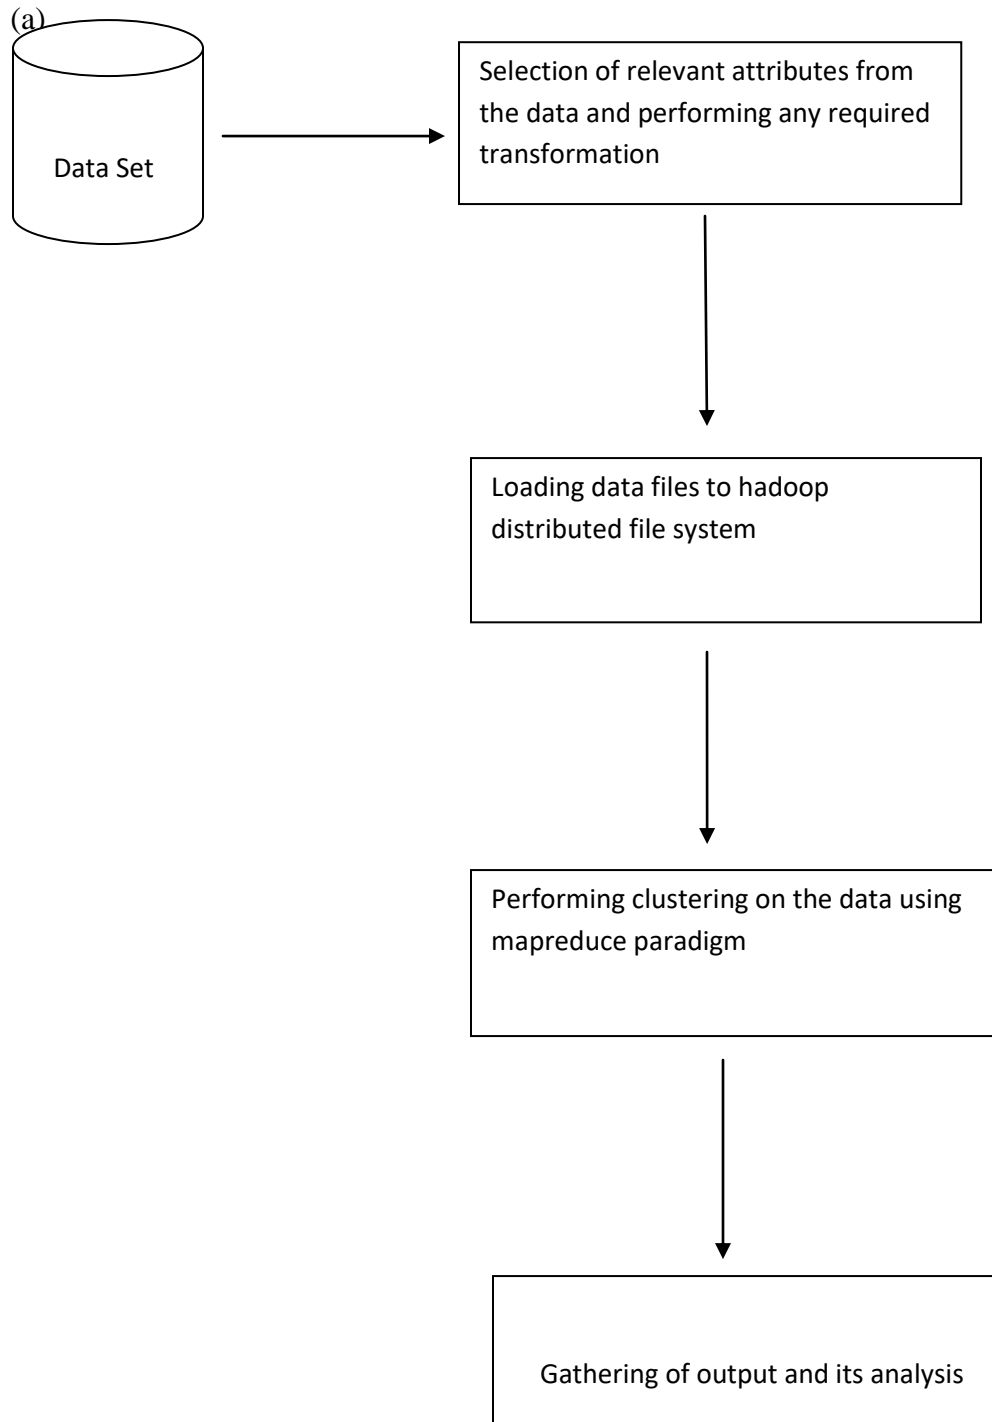 (a)
Data Set
Selection of relevant attributes from
the data and performing any required
transformation
Loading data files to hadoop
distributed file system
Performing clustering on the data using
mapreduce paradigm
Gathering of output and its analysis